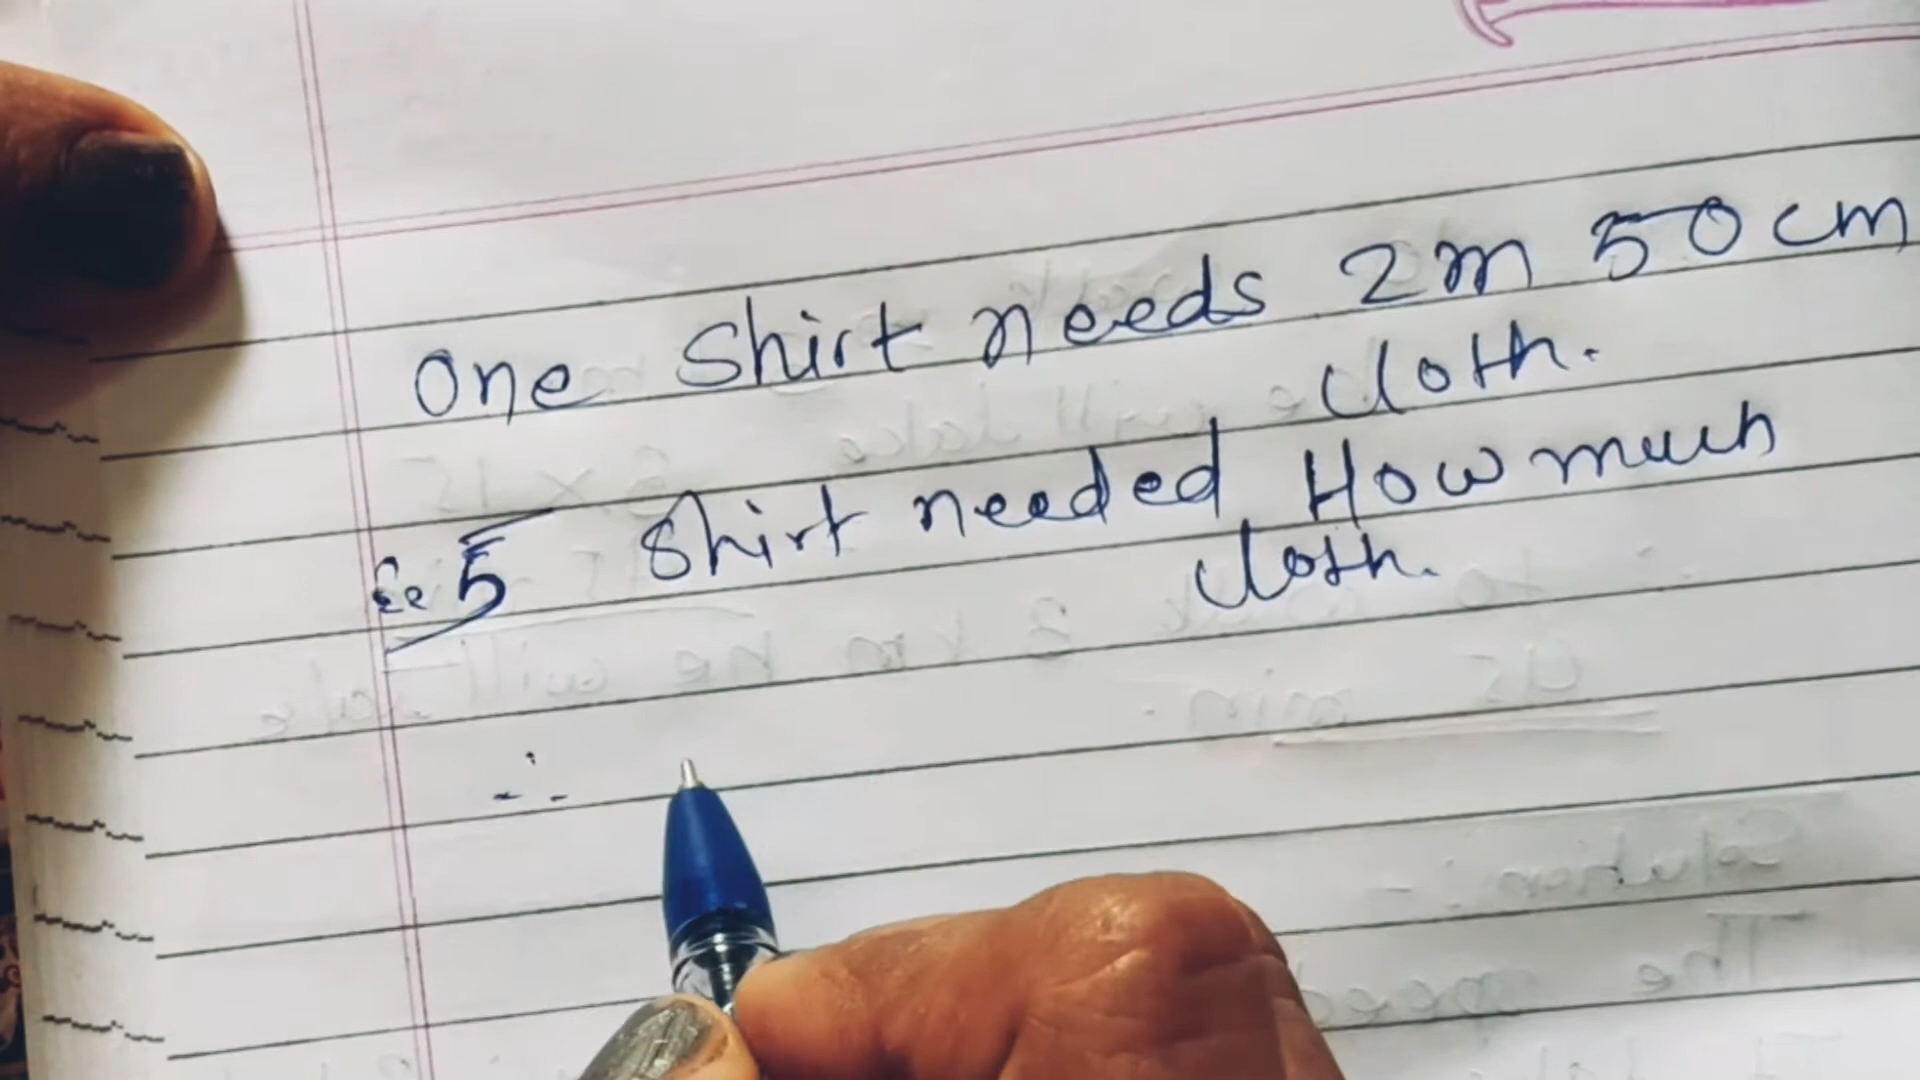 One Shirt needs 2m 50cm
Cloth.
5 Shirt needed How much
cloth.
∴